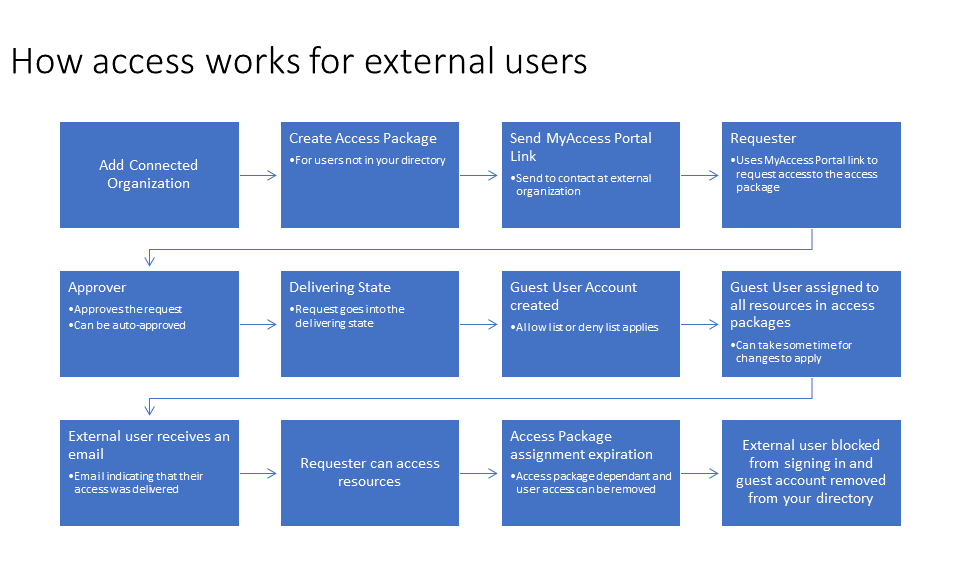 How access works for external users
Add Connected
Organization
Create Access Package
•For users not in your directory
Send MyAccess Portal
Link
•Send to contact at external
organization
Requester
•Uses MyAccess Portal link to
request access to the access
package
Approver
•Approves the request
•Can be auto-approved
Delivering State
•Request goes into the
delivering state
Guest User Account
created
•Allow list or deny list applies
Guest User assigned to
all resources in access
packages
•Can take some time for
changes to apply
External user receives an
email
•Email indicating that their
access was delivered
Requester can access
resources
Access Package
assignment expiration
•Access package dependant and
user access can be removed
External user blocked
from signing in and
guest account removed
from your directory